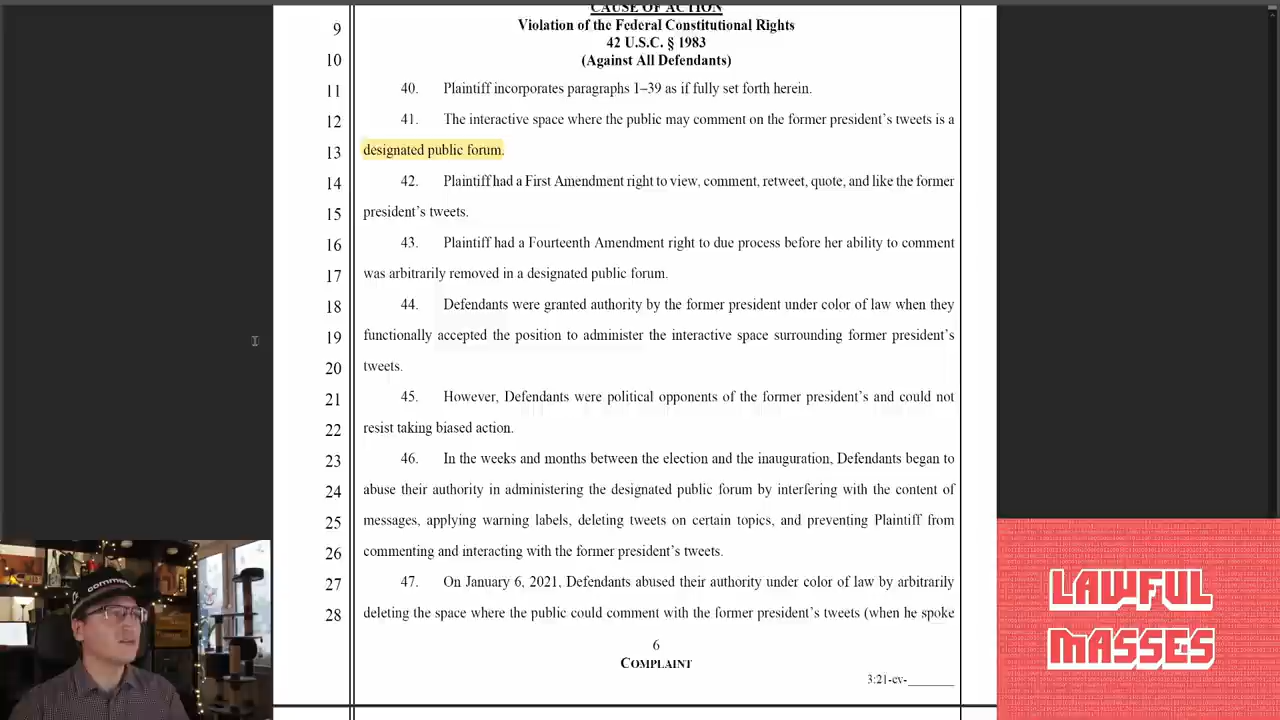 CAUSE OF ACTION
9 Violation of the Federal Constitutional Rights
42 U.S.C. § 1983
10 (Against All Defendants)
11 40. Plaintiff incorporates paragraphs 1–39 as if fully set forth herein.
12 41. The interactive space where the public may comment on the former president's tweets is a
13 designated public forum.
14 42. Plaintiff had a First Amendment right to view, comment, retweet, quote, and like the former
15 president's tweets.
16 43. Plaintiff had a Fourteenth Amendment right to due process before her ability to comment
17 was arbitrarily removed in a designated public forum.
18 44. Defendants were granted authority by the former president under color of law when they
19 functionally accepted the position to administer the interactive space surrounding former president's
20 tweets.
21 45. However, Defendants were political opponents of the former president's and could not
22 resist taking biased action.
23 46. In the weeks and months between the election and the inauguration, Defendants began to
24 abuse their authority in administering the designated public forum by interfering with the content of
25 messages, applying warning labels, deleting tweets on certain topics, and preventing Plaintiff from
26 commenting and interacting with the former president's tweets.
27 47. On January 6, 2021, Defendants abused their authority under color of law by arbitrarily
28 deleting the space where the public could comment with the former president's tweets (when he spoke
6
COMPLAINT
3:21-cv-________
LAWFUL
MASSES